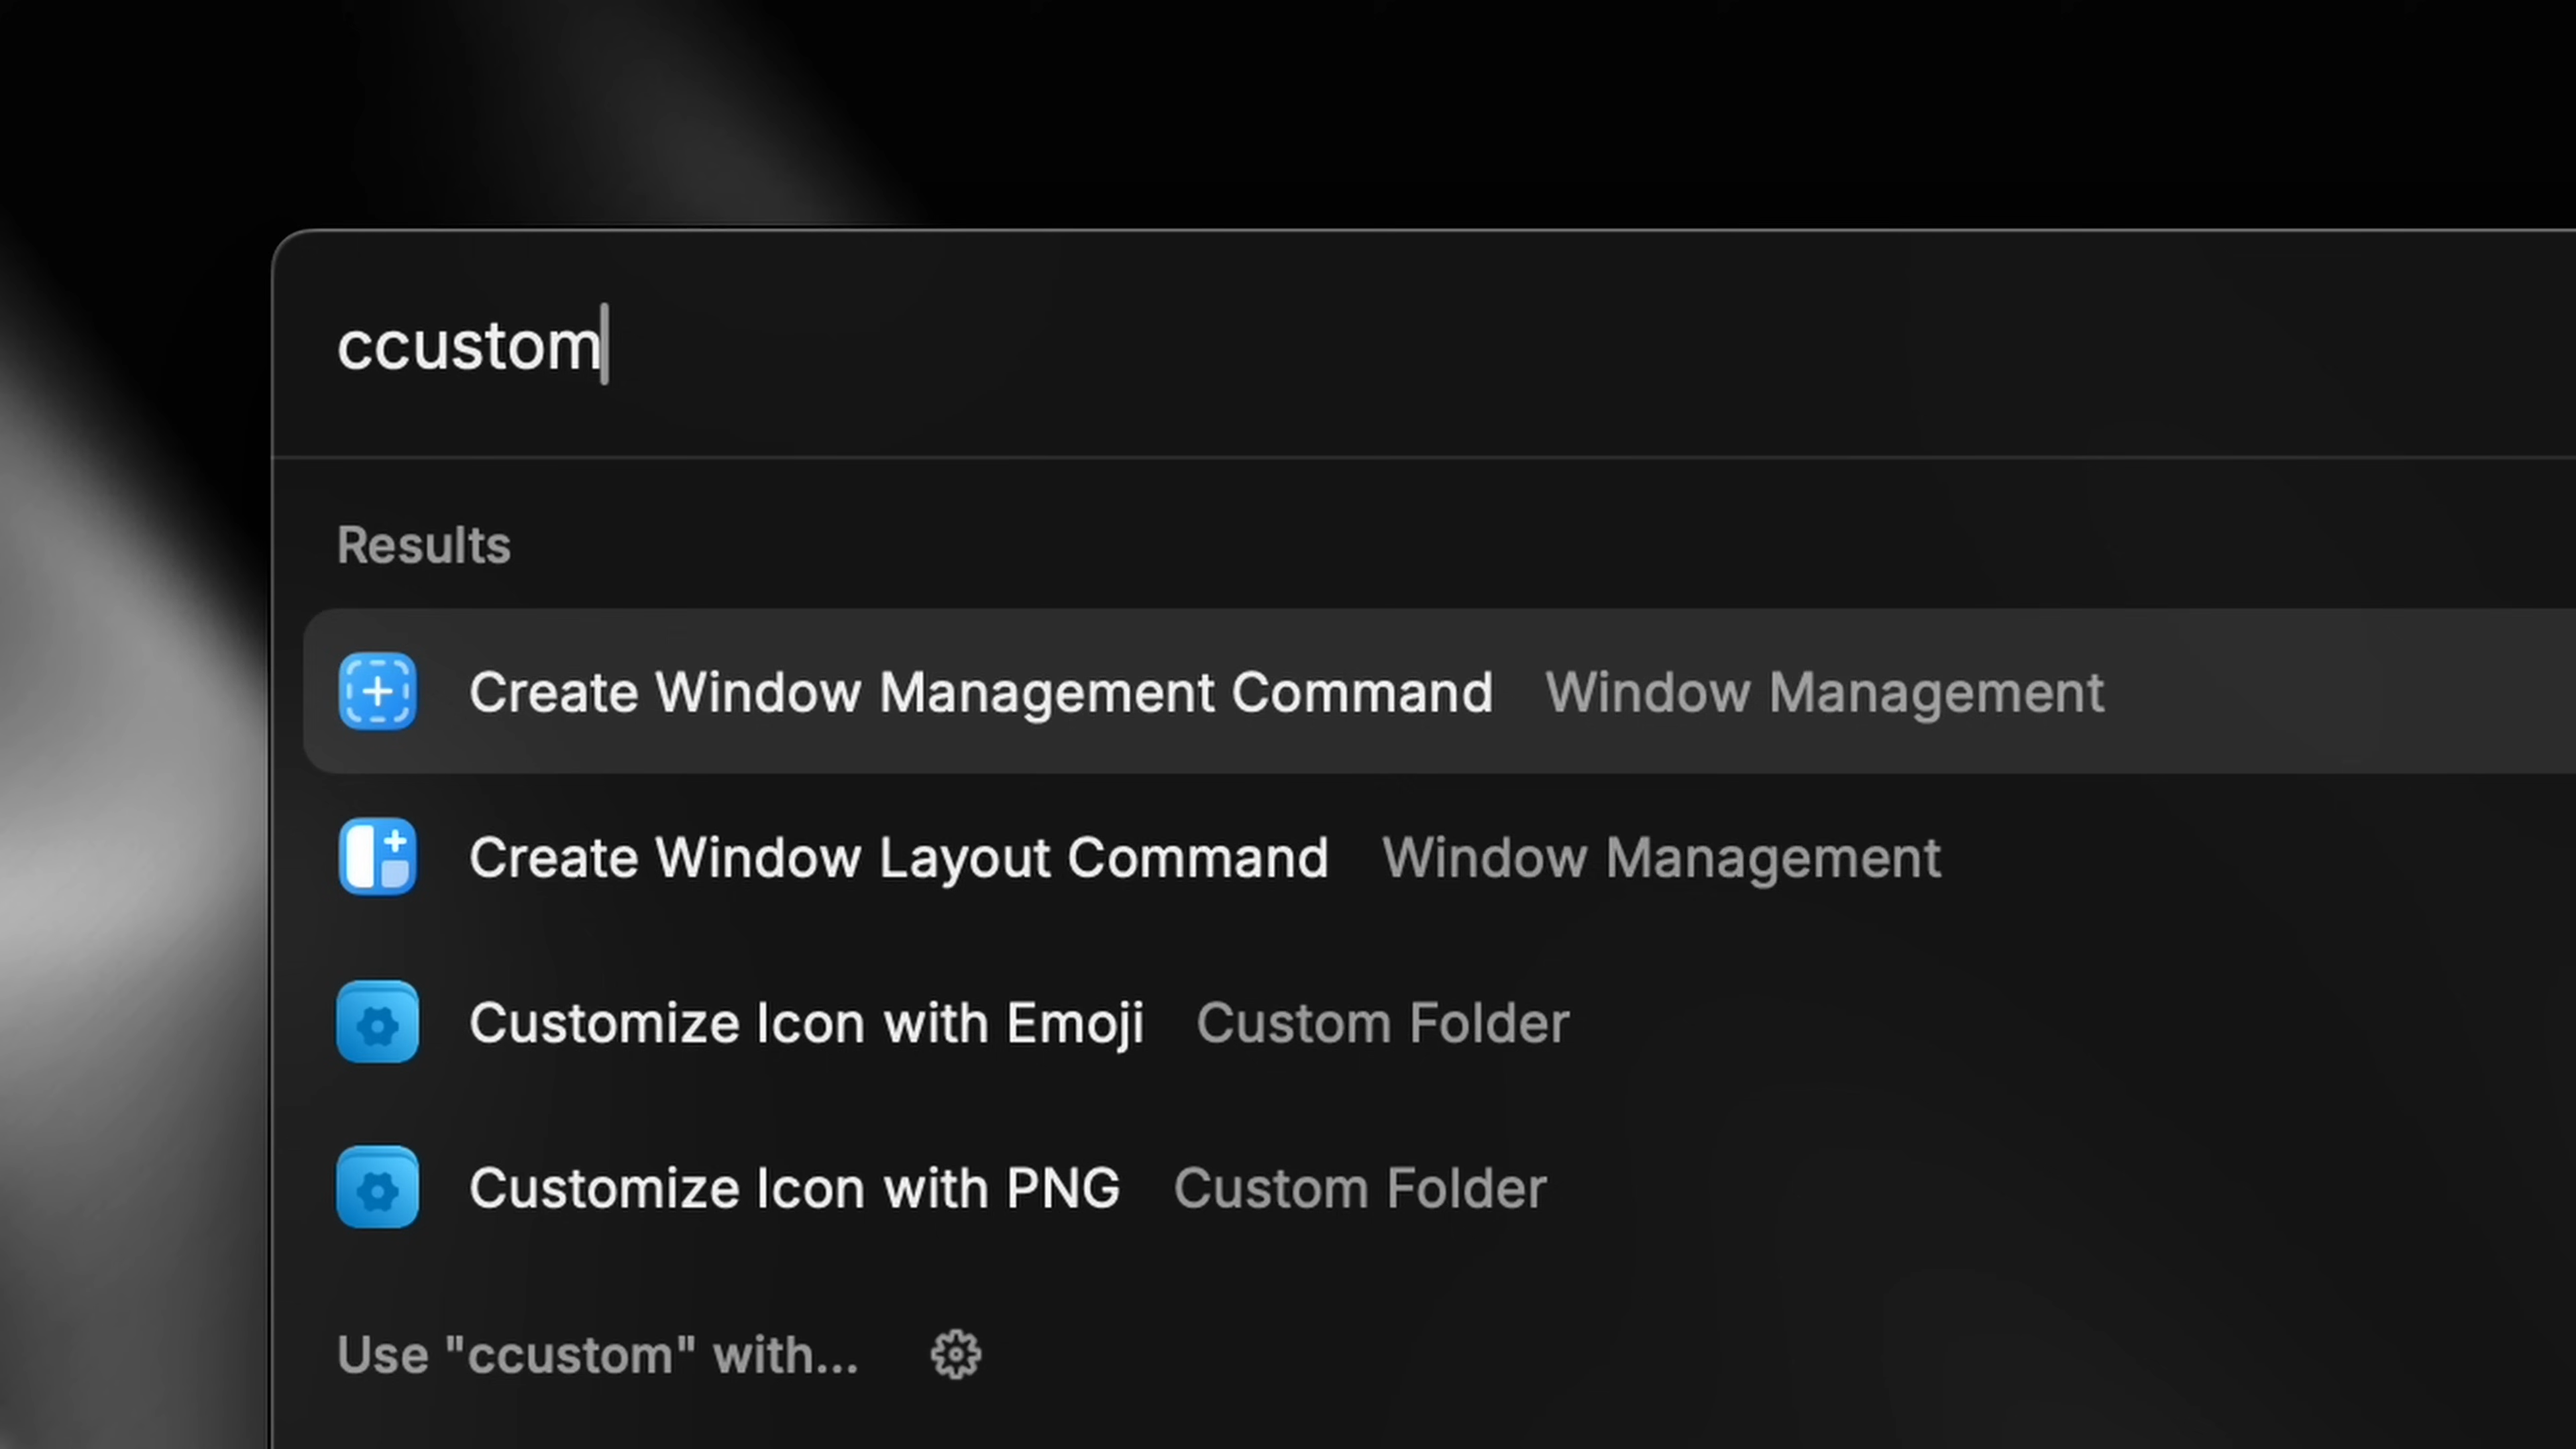 ccustom
Results
Create Window Management Command Window Management
Create Window Layout Command Window Management
Customize Icon with Emoji Custom Folder
Customize Icon with PNG Custom Folder
Use "ccustom" with...